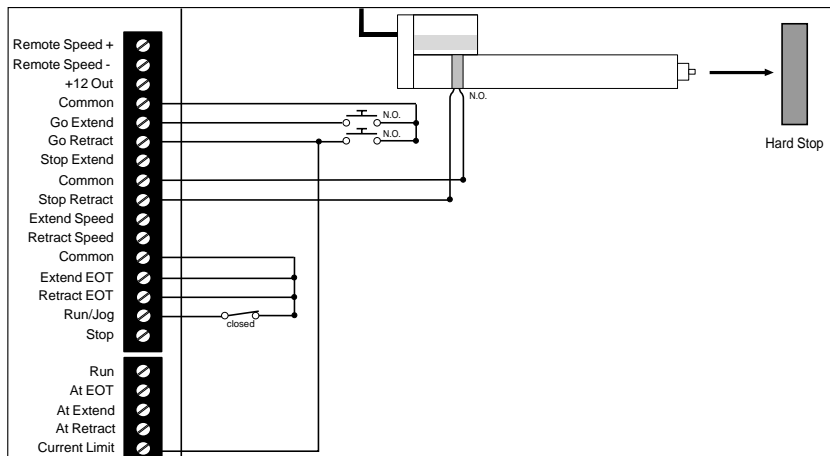 Remote Speed +
Remote Speed -
+12 Out
Common
Go Extend
Go Retract
Stop Extend
Common
Stop Retract
Extend Speed
Retract Speed
Common
Extend EOT
Retract EOT
Run/Jog
Stop
Run
At EOT
At Extend
At Retract
Current Limit
N.O.
N.O.
closed
N.O.
Hard Stop